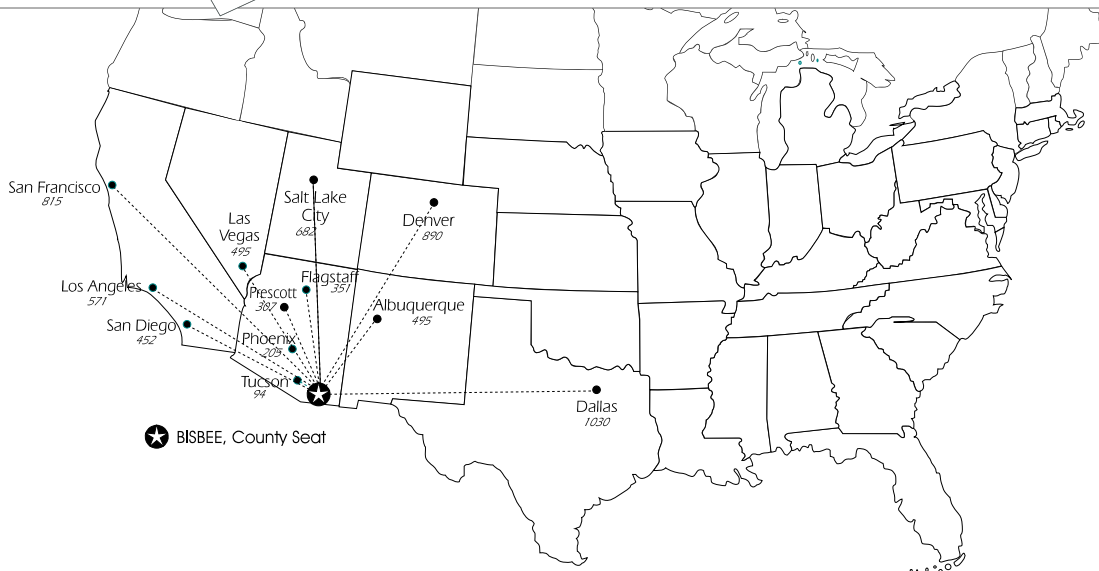 San Francisco
815
Salt Lake
City
682
Denver
890
Las
Vegas
495
Flagstaff
351
Los Angeles
571
Prescott
307
Albuquerque
495
San Diego
452
Phoenix
205
Tucson
94
Dallas
1030
BISBEE, County Seat